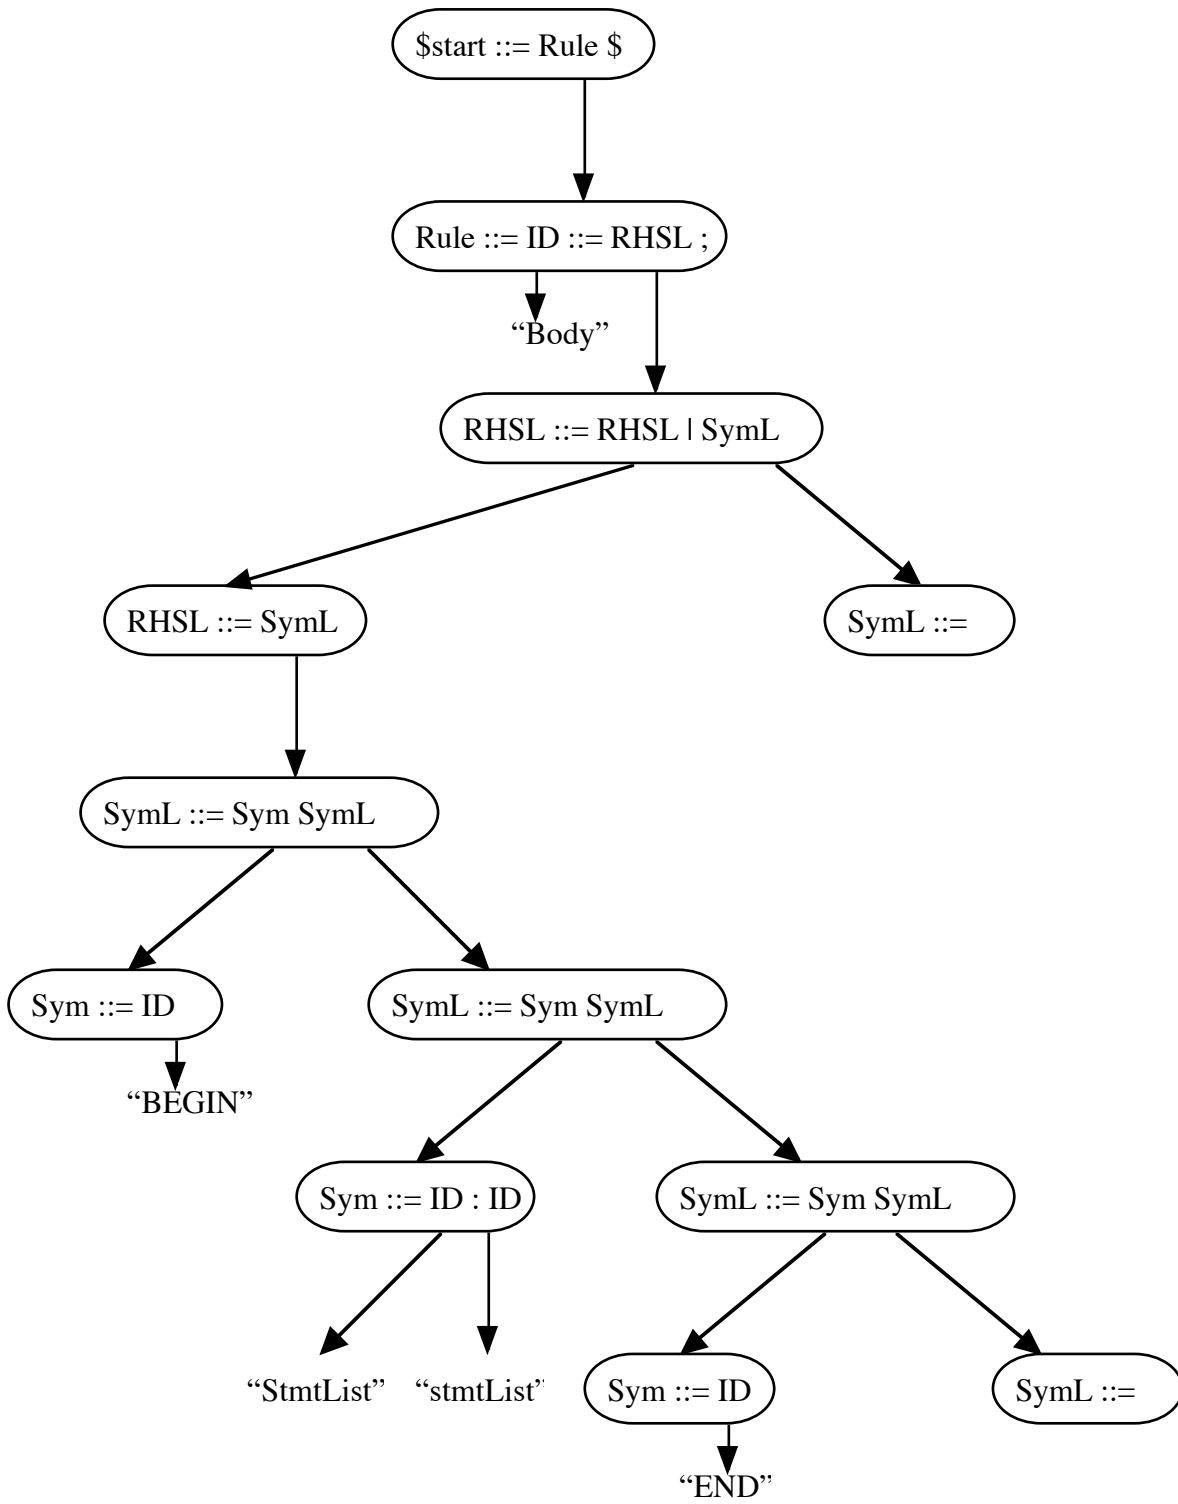 $start ::= Rule $
Rule ::= ID ::= RHSL ;
“Body”
RHSL ::= RHSL | SymL
RHSL ::= SymL
SymL ::=
SymL ::= Sym SymL
Sym ::= ID
SymL ::= Sym SymL
“BEGIN”
Sym ::= ID : ID
SymL ::= Sym SymL
“StmtList”
“stmtList”
Sym ::= ID
SymL ::=
“END”